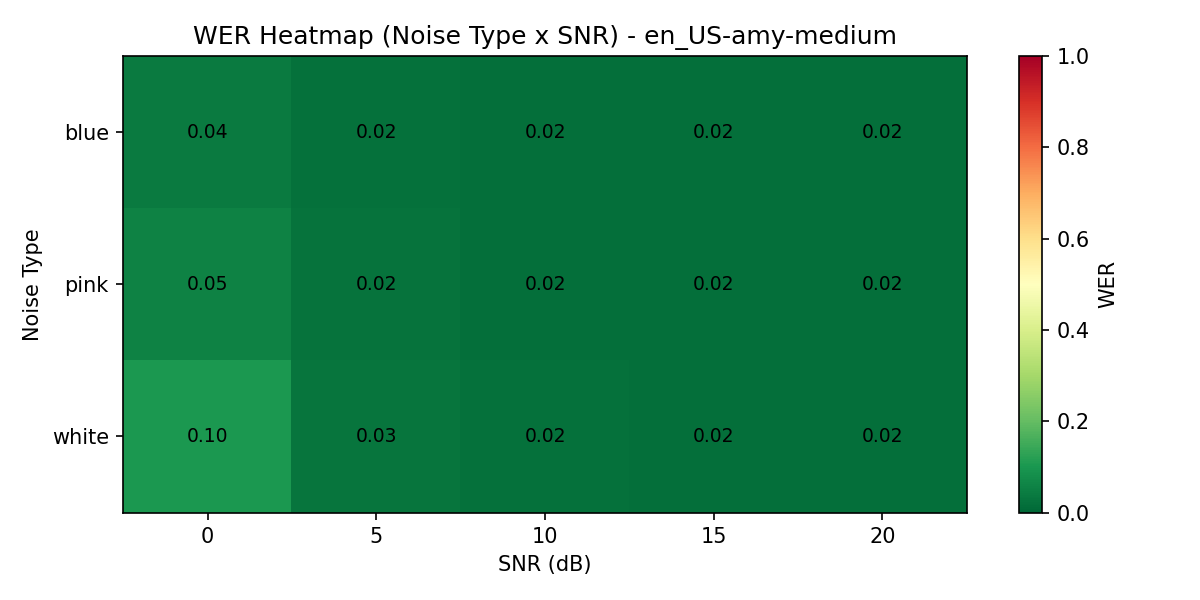 WER Heatmap (Noise Type x SNR) - en_US-amy-medium
Noise Type
blue 0.04 0.02 0.02 0.02 0.02
pink 0.05 0.02 0.02 0.02 0.02
white 0.10 0.03 0.02 0.02 0.02
0 5 10 15 20
SNR (dB)
1.0
0.8
0.6
0.4
0.2
0.0
WER